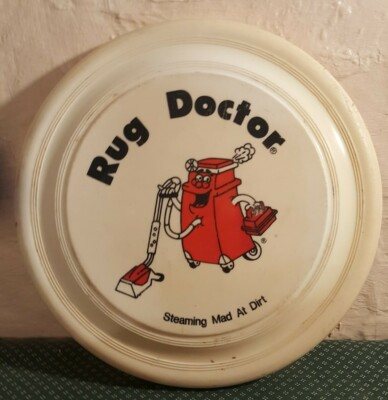 Rug Doctor®
Steaming Mad At Dirt